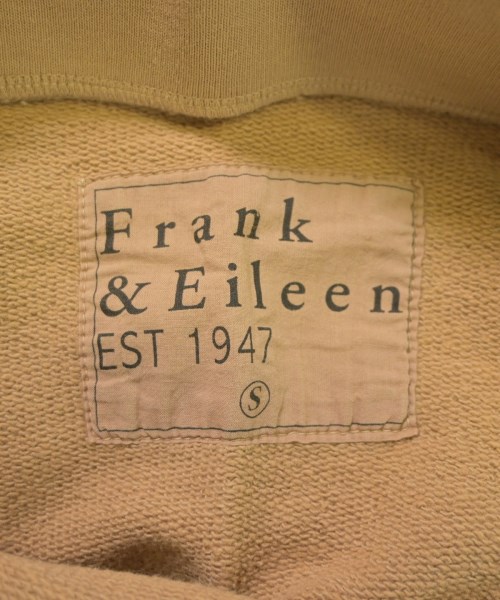 Frank
& Eileen
EST 1947
S